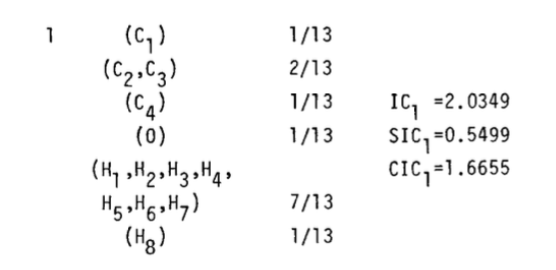 1 (C₁) 1/13
(C₂,C₃) 2/13
(C₄) 1/13 IC₁ =2.0349
(0) 1/13 SIC₁=0.5499
(H₁,H₂,H₃,H₄, CIC₁=1.6655
H₅,H₆,H₇) 7/13
(H₈) 1/13